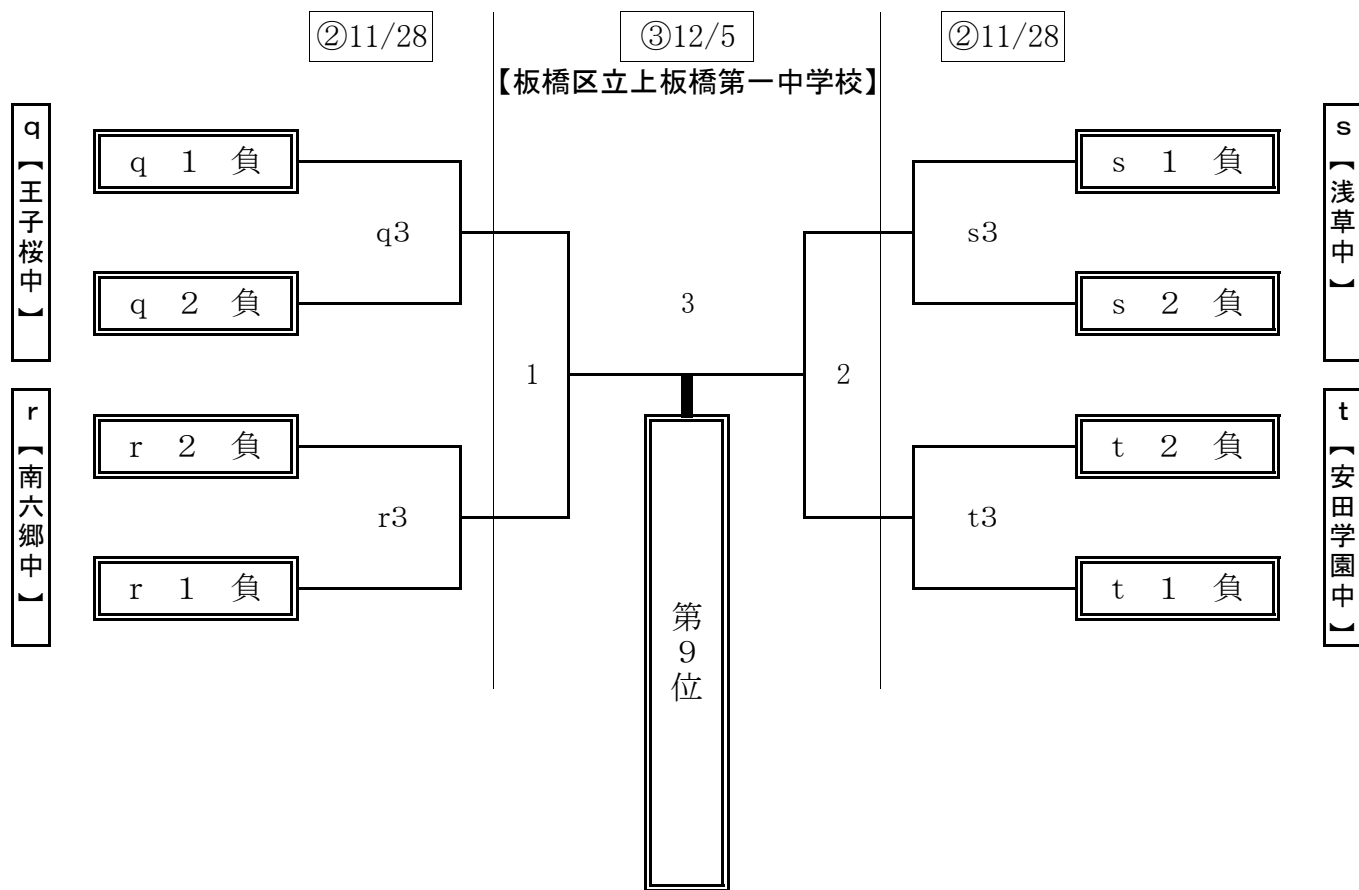 ②11/28
③12/5
②11/28
【板橋区立上板橋第一中学校】
q【王子桜中】
q 1 負
q3
q 2 負
r【南六郷中】
r 2 負
r3
r 1 負
1
3
2
第9位
s 1 負
s3
s 2 負
s【浅草中】
t 2 負
t3
t 1 負
t【安田学園中】